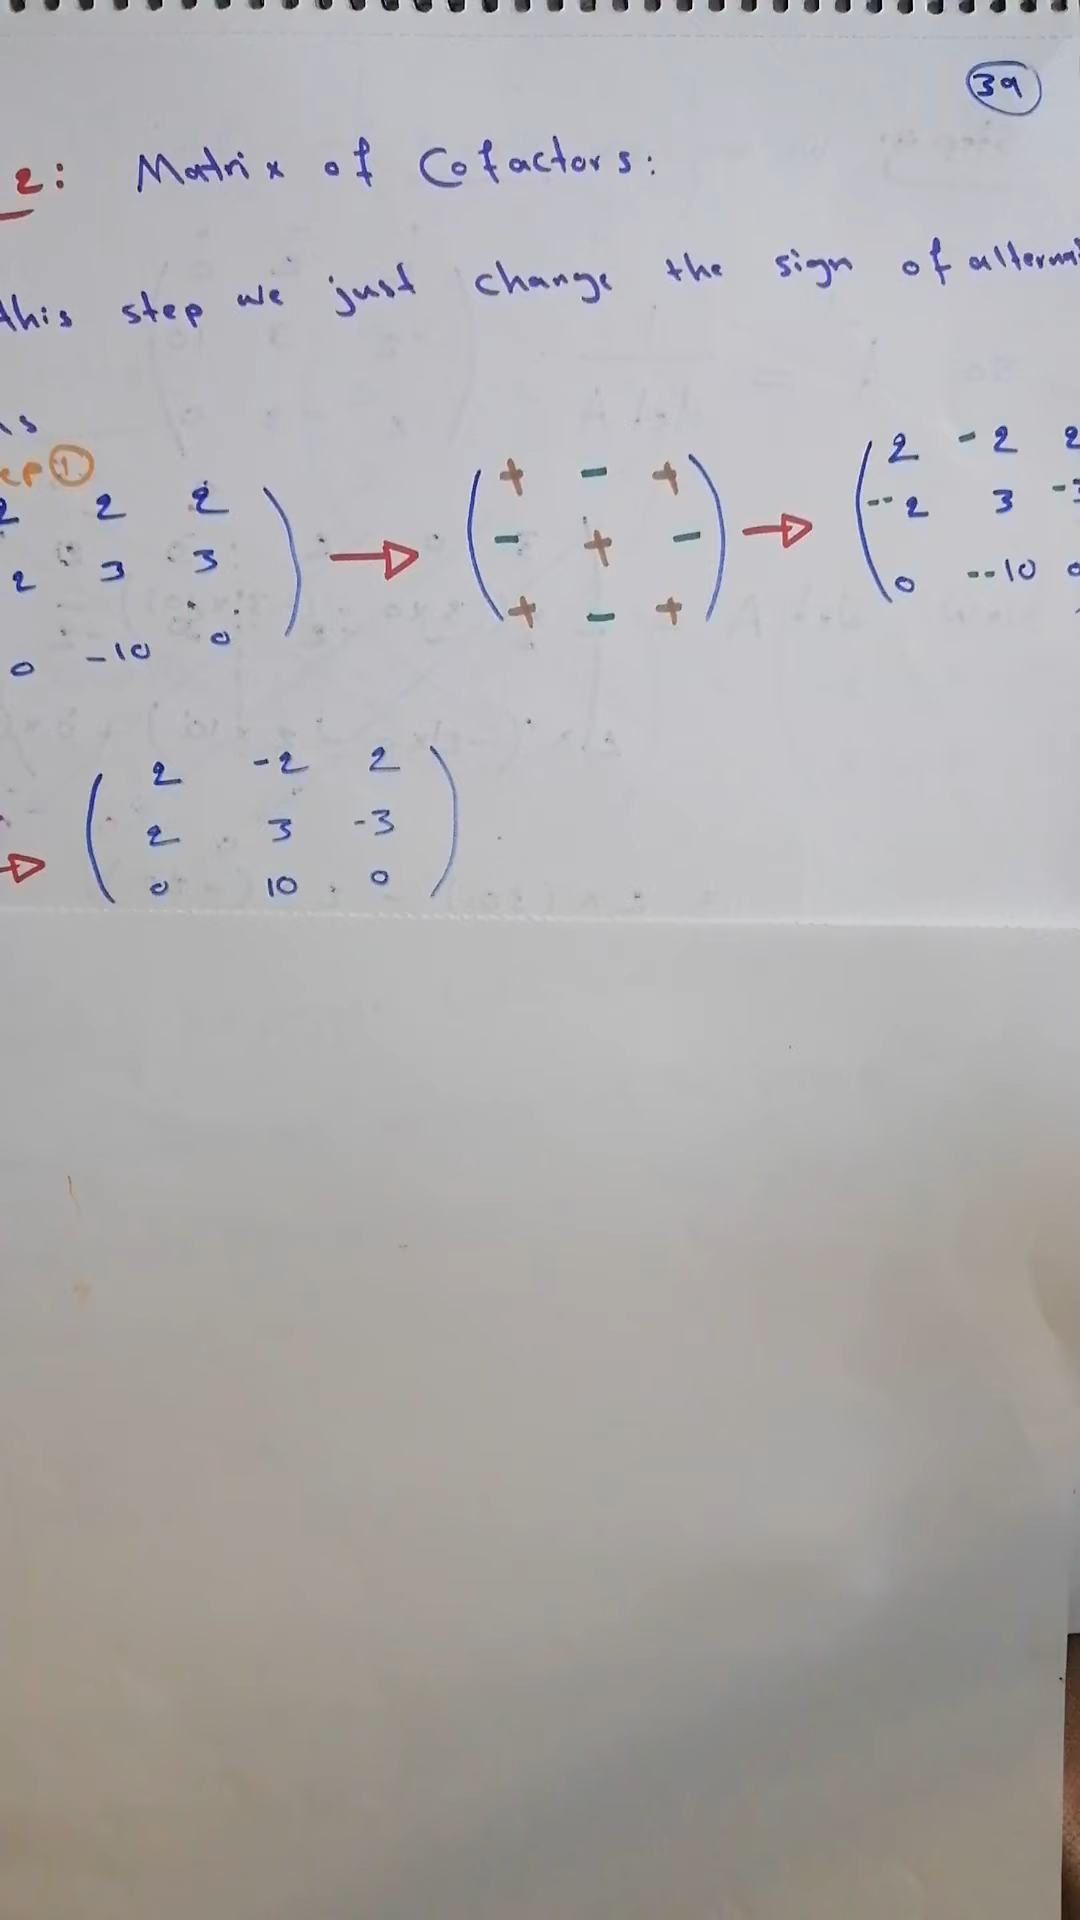 39
2: Matrix of Cofactors:
this step we just change the sign of
2 2 2 + - + 2 -2 2
2 3 3 - + - --2 3
0 -10 0 + - + 0 --10 0
2 -2 2
2 3 -3
0 10 0